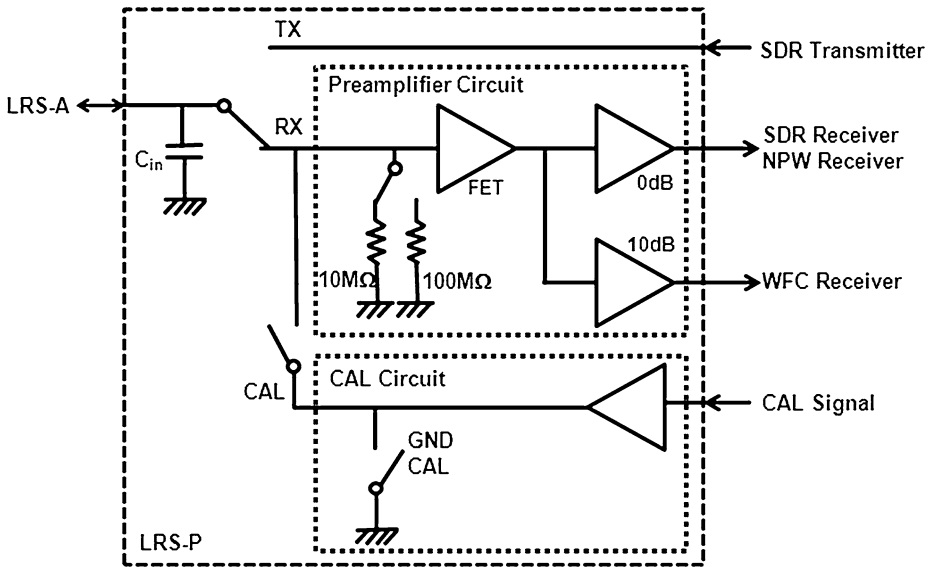 TX
SDR Transmitter
Preamplifier Circuit
LRS-A
RX
SDR Receiver
NPW Receiver
Cin
FET
0dB
10dB
10MΩ
100MΩ
WFC Receiver
CAL Circuit
CAL
CAL Signal
GND
CAL
LRS-P